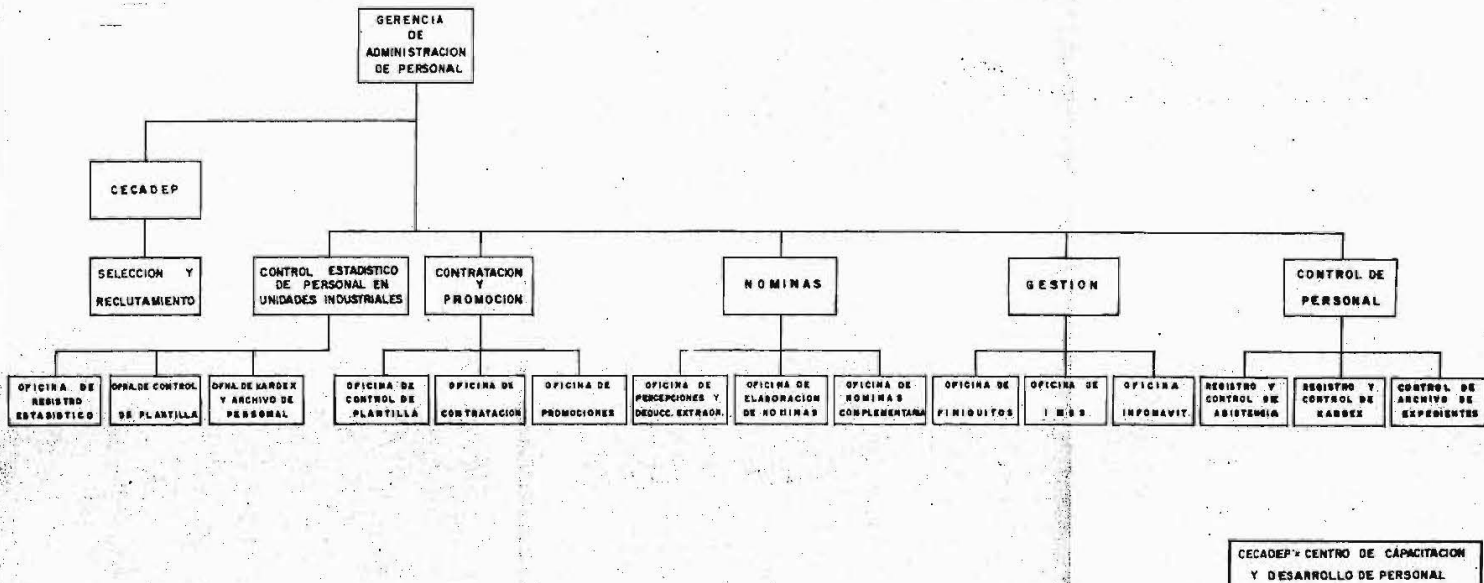 GERENCIA
DE
ADMINISTRACION
DE PERSONAL
CECADEP
SELECCION Y
RECLUTAMIENTO
CONTROL ESTADISTICO
DE PERSONAL EN
UNIDADES INDUSTRIALES
CONTRATACION
Y
PROMOCION
NOMINAS
GESTION
CONTROL DE
PERSONAL
OFICINA DE
REGISTRO
ESTASISTICO
OFNA. DE CONTROL
DE PLANTILLA
OFNA. DE KARDEX
Y ARCHIVO DE
PERSONAL
OFICINA DE
CONTROL DE
PLANTILLA
OFICINA DE
CONTRATACION
OFICINA DE
PROMOCIONES
OFICINA DE
PERCEPCIONES Y
DEDUCC. EXTRAOR.
OFICINA DE
ELABORACION
DE NOMINAS
OFICINA DE
NOMINAS
COMPLEMENTARIA
OFICINA DE
FINIQUITOS
OFICINA DE
I M S S.
OFICINA
INFONAVIT.
REGISTRO Y
CONTROL DE
ASISTENCIA
REGISTRO Y
CONTROL DE
KARDEX
CONTROL DE
ARCHIVO DE
EXPEDIENTES
CECADEP= CENTRO DE CAPACITACION
Y DESARROLLO DE PERSONAL